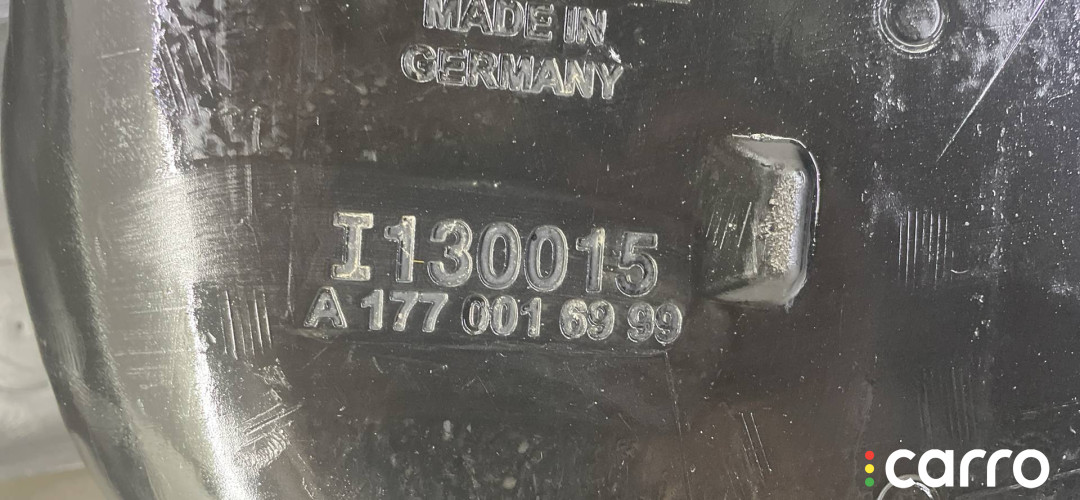 MADE IN
GERMANY
I130015
A 177 001 69 99
carro